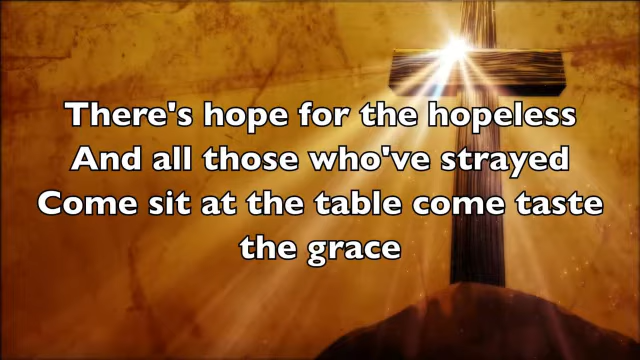 There's hope for the hopeless
And all those who've strayed
Come sit at the table come taste
the grace